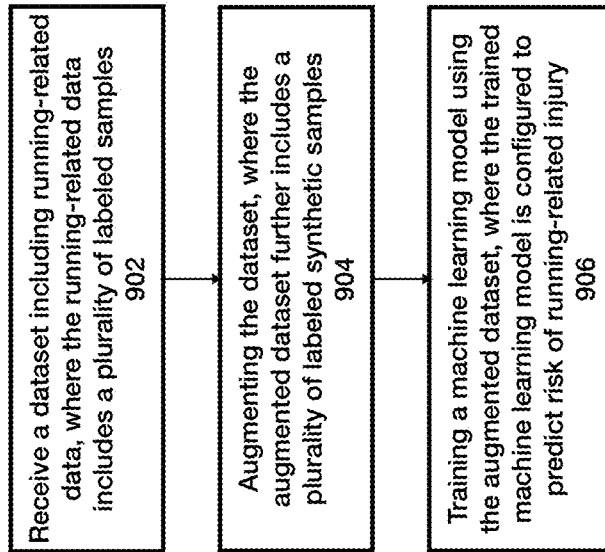 Receive a dataset including running-related
data, where the running-related data
includes a plurality of labeled samples
902
Augmenting the dataset, where the
augmented dataset further includes a
plurality of labeled synthetic samples
904
Training a machine learning model using
the augmented dataset, where the trained
machine learning model is configured to
predict risk of running-related injury
906